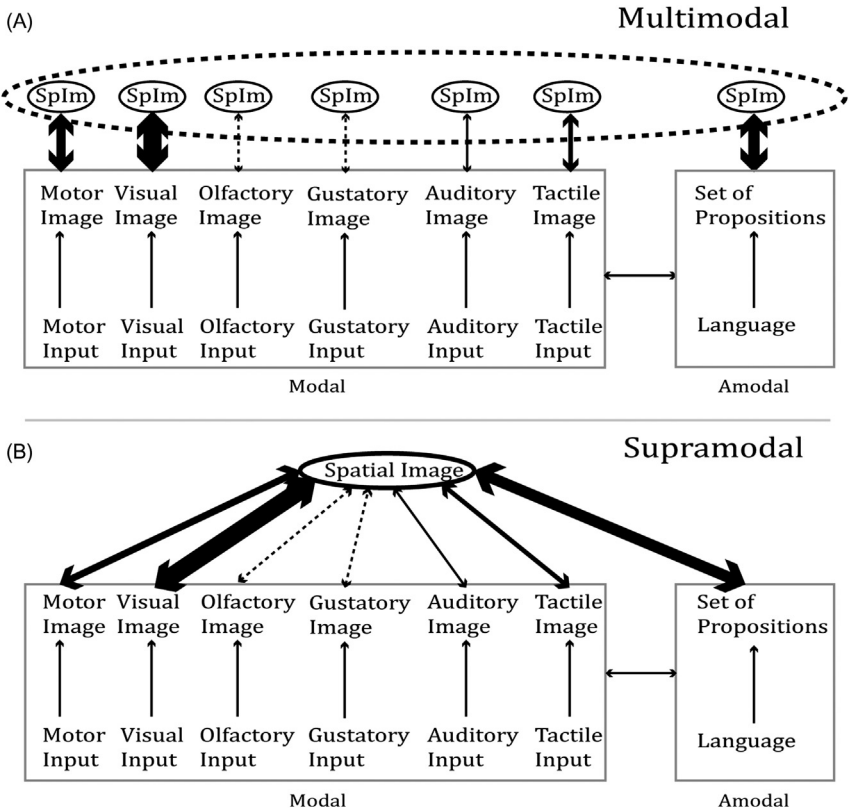 (A)
Multimodal
SpIm SpIm SpIm SpIm SpIm SpIm SpIm
Motor Visual Olfactory Gustatory Auditory Tactile Set of
Image Image Image Image Image Image Propositions
Motor Visual Olfactory Gustatory Auditory Tactile Language
Input Input Input Input Input Input
Modal Amodal
(B)
Supramodal
Spatial Image
Motor Visual Olfactory Gustatory Auditory Tactile Set of
Image Image Image Image Image Image Propositions
Motor Visual Olfactory Gustatory Auditory Tactile Language
Input Input Input Input Input Input
Modal Amodal